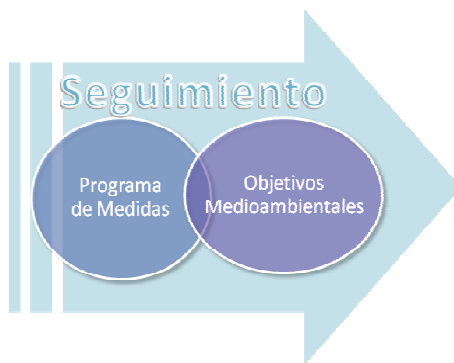 Seguimiento
Programa
de Medidas
Objetivos
Medioambientales